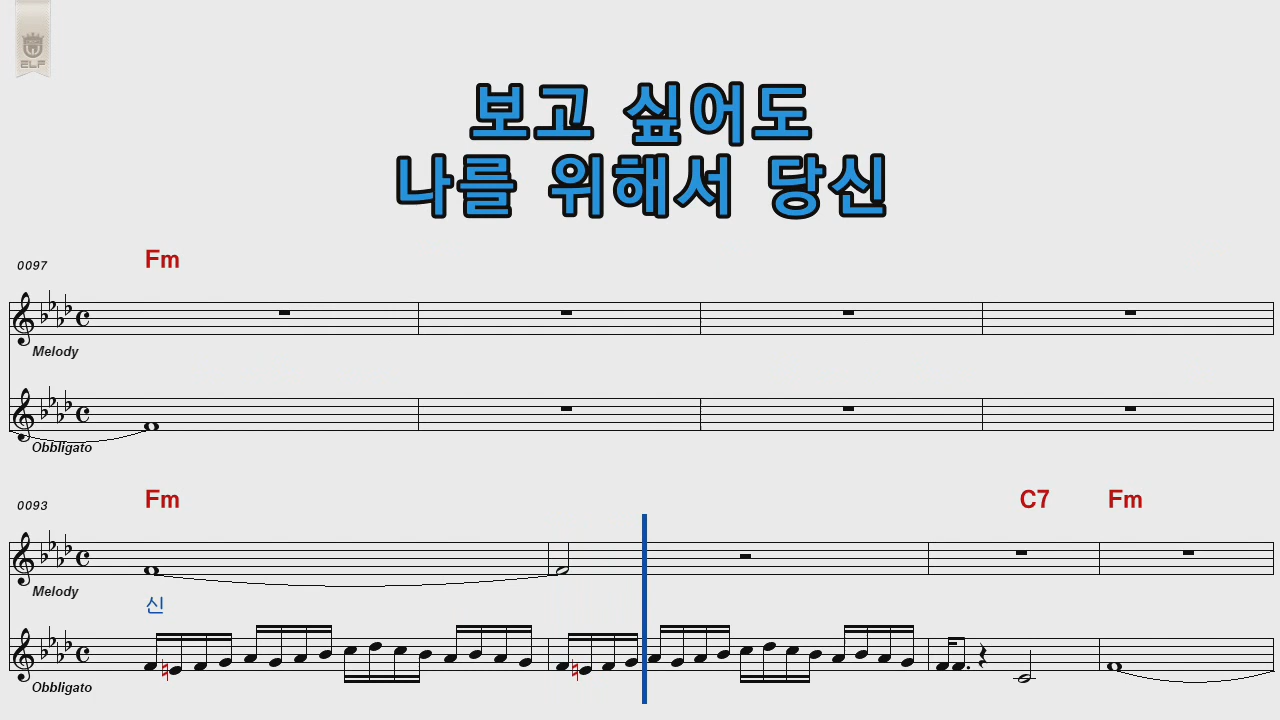 ELF
보고 싶어도
나를 위해서 당신
0097 Fm
Melody
Obbligato
0093 Fm C7 Fm
Melody
신
Obbligato